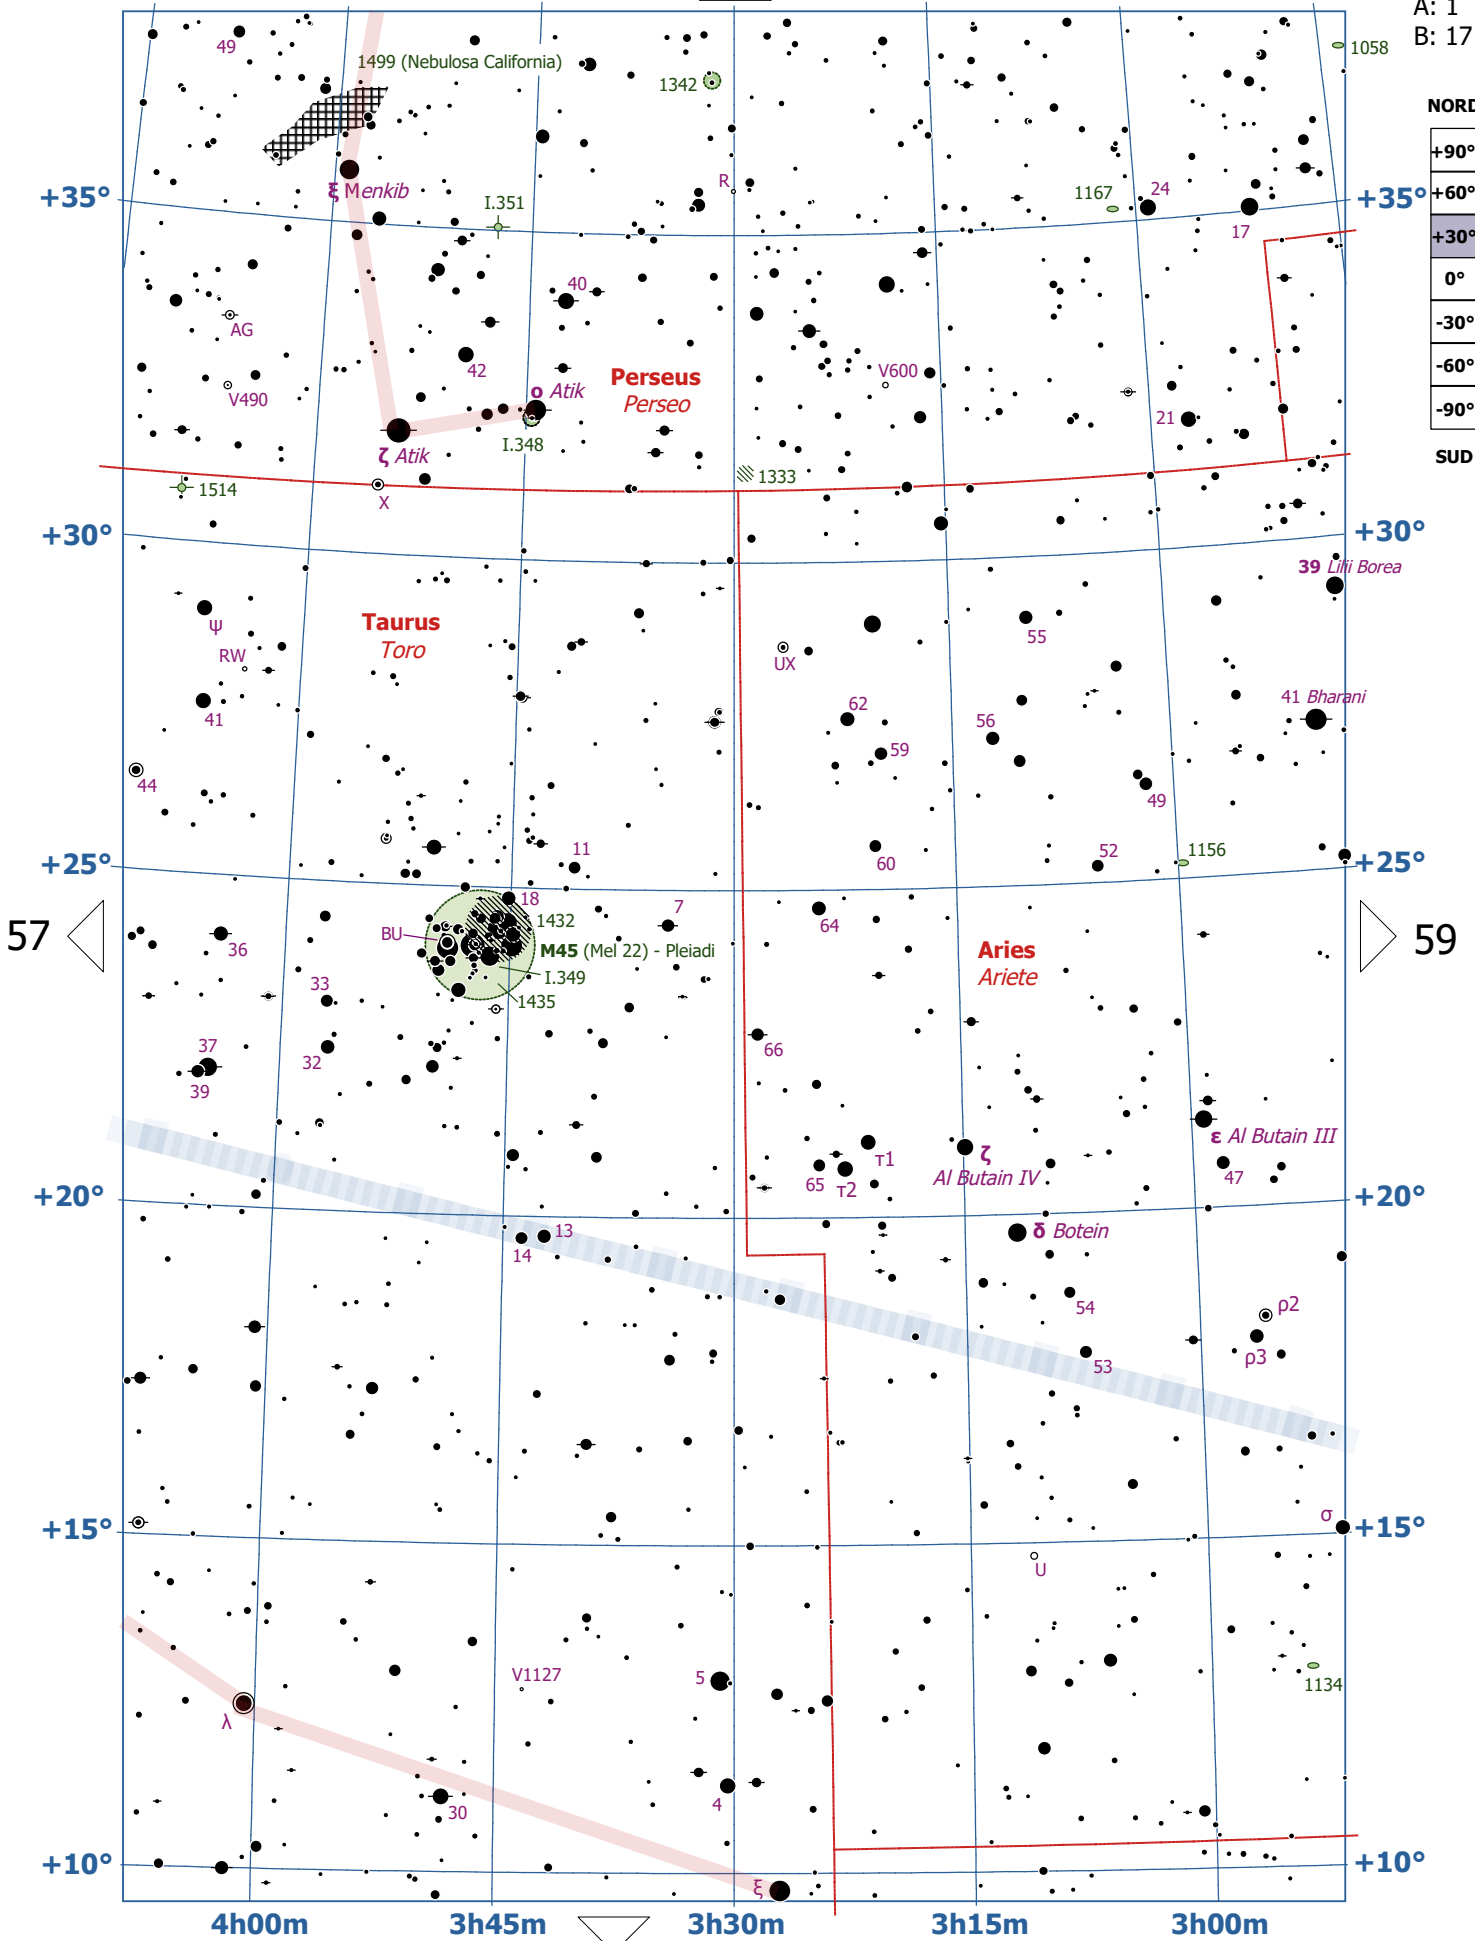 A: 1
B: 17
49
1499 (Nebulosa California)
1342
1058
NORD
+90°
+60°
+30°
0°
-30°
-60°
-90°
SUD
ξ Menkib
R
1167
24
17
+35°
+35°
I.351
AG
40
42
V490
V600
21
Perseus
Perseo
ο Atik
I.348
ζ Atik
1514
X
1333
+30°
+30°
39 Lilii Borea
ψ
RW
Taurus
Toro
UX
55
41
62
59
56
41 Bharani
44
49
11
60
52
1156
+25°
+25°
18
1432
7
64
57
BU
36
M45 (Mel 22) - Pleiadi
I.349
1435
Aries
Ariete
59
33
32
37
39
66
ε Al Butain III
τ1
ζ
Al Butain IV
65
τ2
47
+20°
+20°
13
14
δ Botein
54
ρ2
ρ3
53
σ
+15°
+15°
U
V1127
5
1134
λ
30
4
+10°
+10°
ξ
4h00m
3h45m
3h30m
3h15m
3h00m